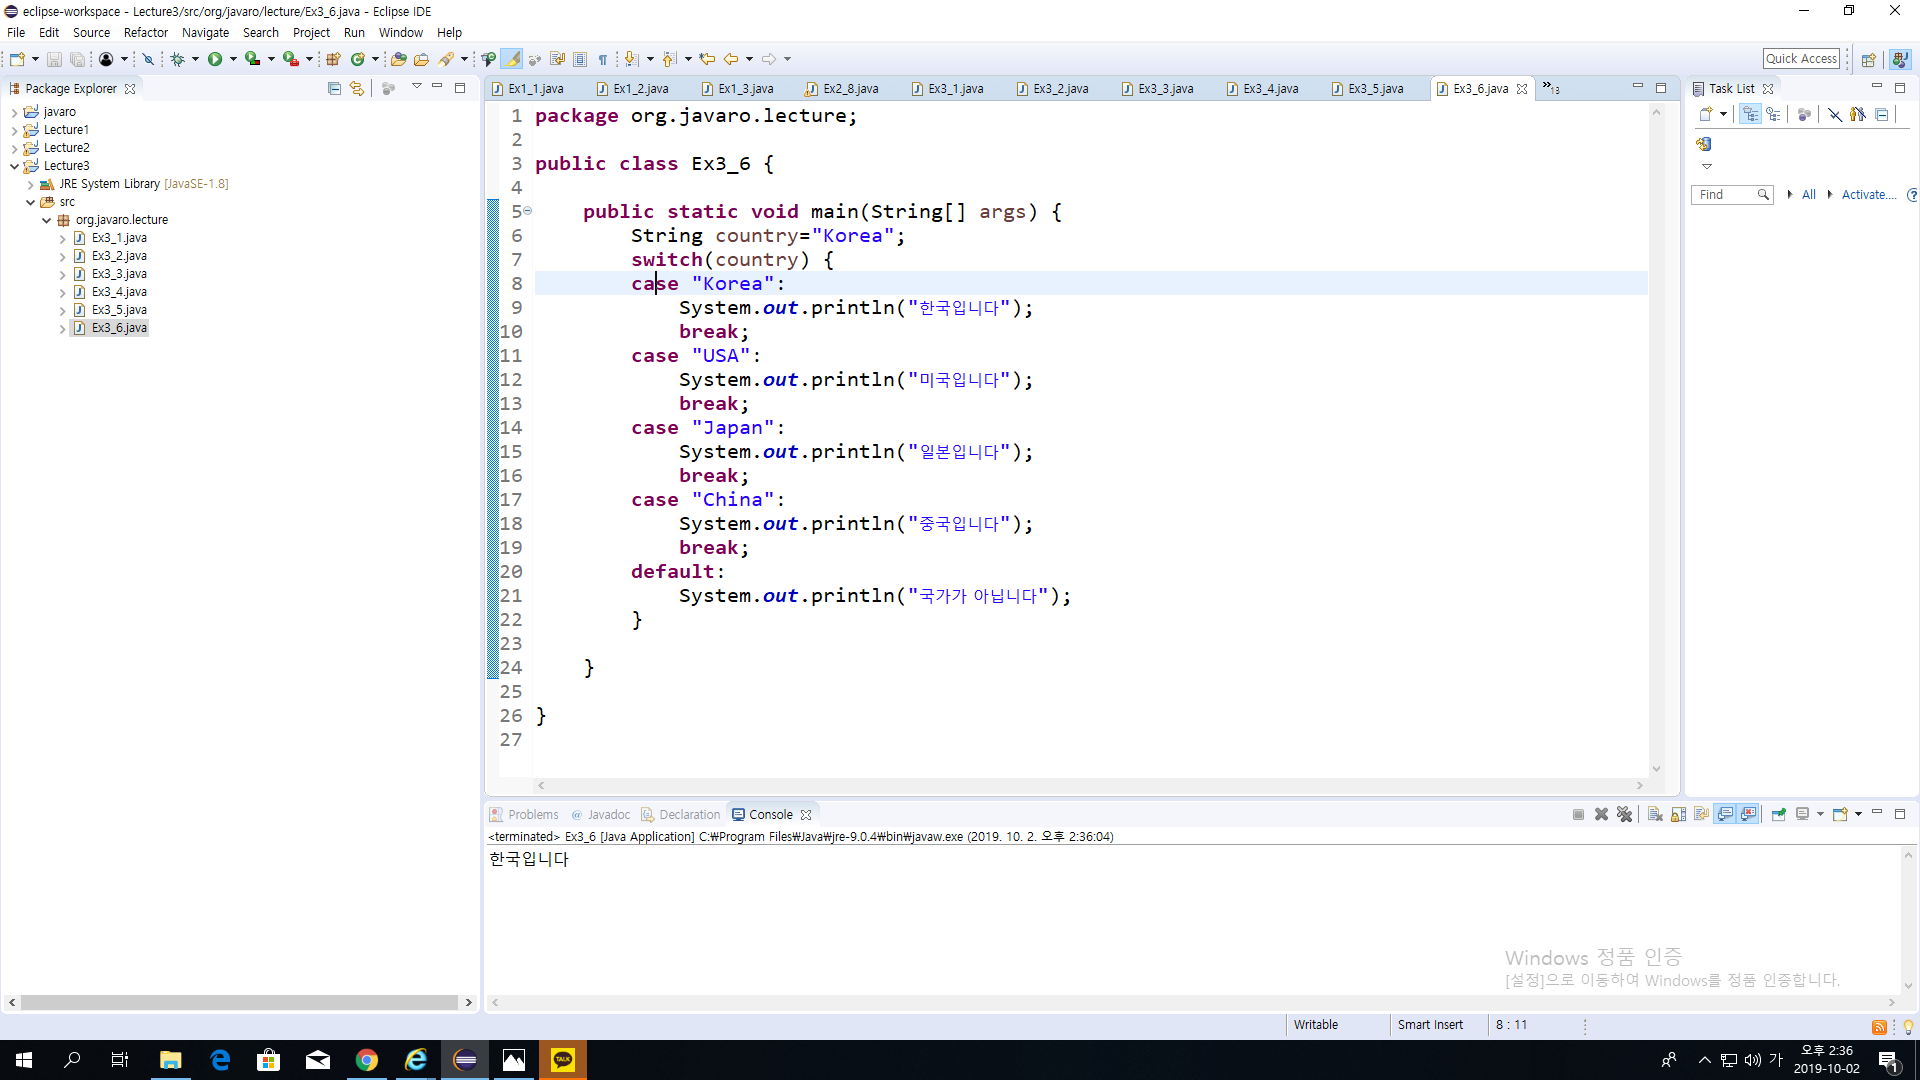 eclipse-workspace - Lecture3/src/org/javaro/lecture/Ex3_6.java - Eclipse IDE
File Edit Source Refactor Navigate Search Project Run Window Help
Quick Access
Package Explorer
javaro
Lecture1
Lecture2
Lecture3
JRE System Library [JavaSE-1.8]
src
org.javaro.lecture
Ex3_1.java
Ex3_2.java
Ex3_3.java
Ex3_4.java
Ex3_5.java
Ex3_6.java
Ex1_1.java Ex1_2.java Ex1_3.java Ex2_8.java Ex3_1.java Ex3_2.java Ex3_3.java Ex3_4.java Ex3_5.java Ex3_6.java »13
1 package org.javaro.lecture;
2
3 public class Ex3_6 {
4
5 public static void main(String[] args) {
6 String country="Korea";
7 switch(country) {
8 case "Korea":
9 System.out.println("한국입니다");
10 break;
11 case "USA":
12 System.out.println("미국입니다");
13 break;
14 case "Japan":
15 System.out.println("일본입니다");
16 break;
17 case "China":
18 System.out.println("중국입니다");
19 break;
20 default:
21 System.out.println("국가가 아닙니다");
22 }
23
24 }
25
26 }
27
Task List
Find All Activate...
Problems Javadoc Declaration Console
<terminated> Ex3_6 [Java Application] C:₩Program Files₩Java₩jre-9.0.4₩bin₩javaw.exe (2019. 10. 2. 오후 2:36:04)
한국입니다
Windows 정품 인증
[설정]으로 이동하여 Windows를 정품 인증합니다.
Writable Smart Insert 8 : 11
TALK
가
오후 2:36
2019-10-02
1